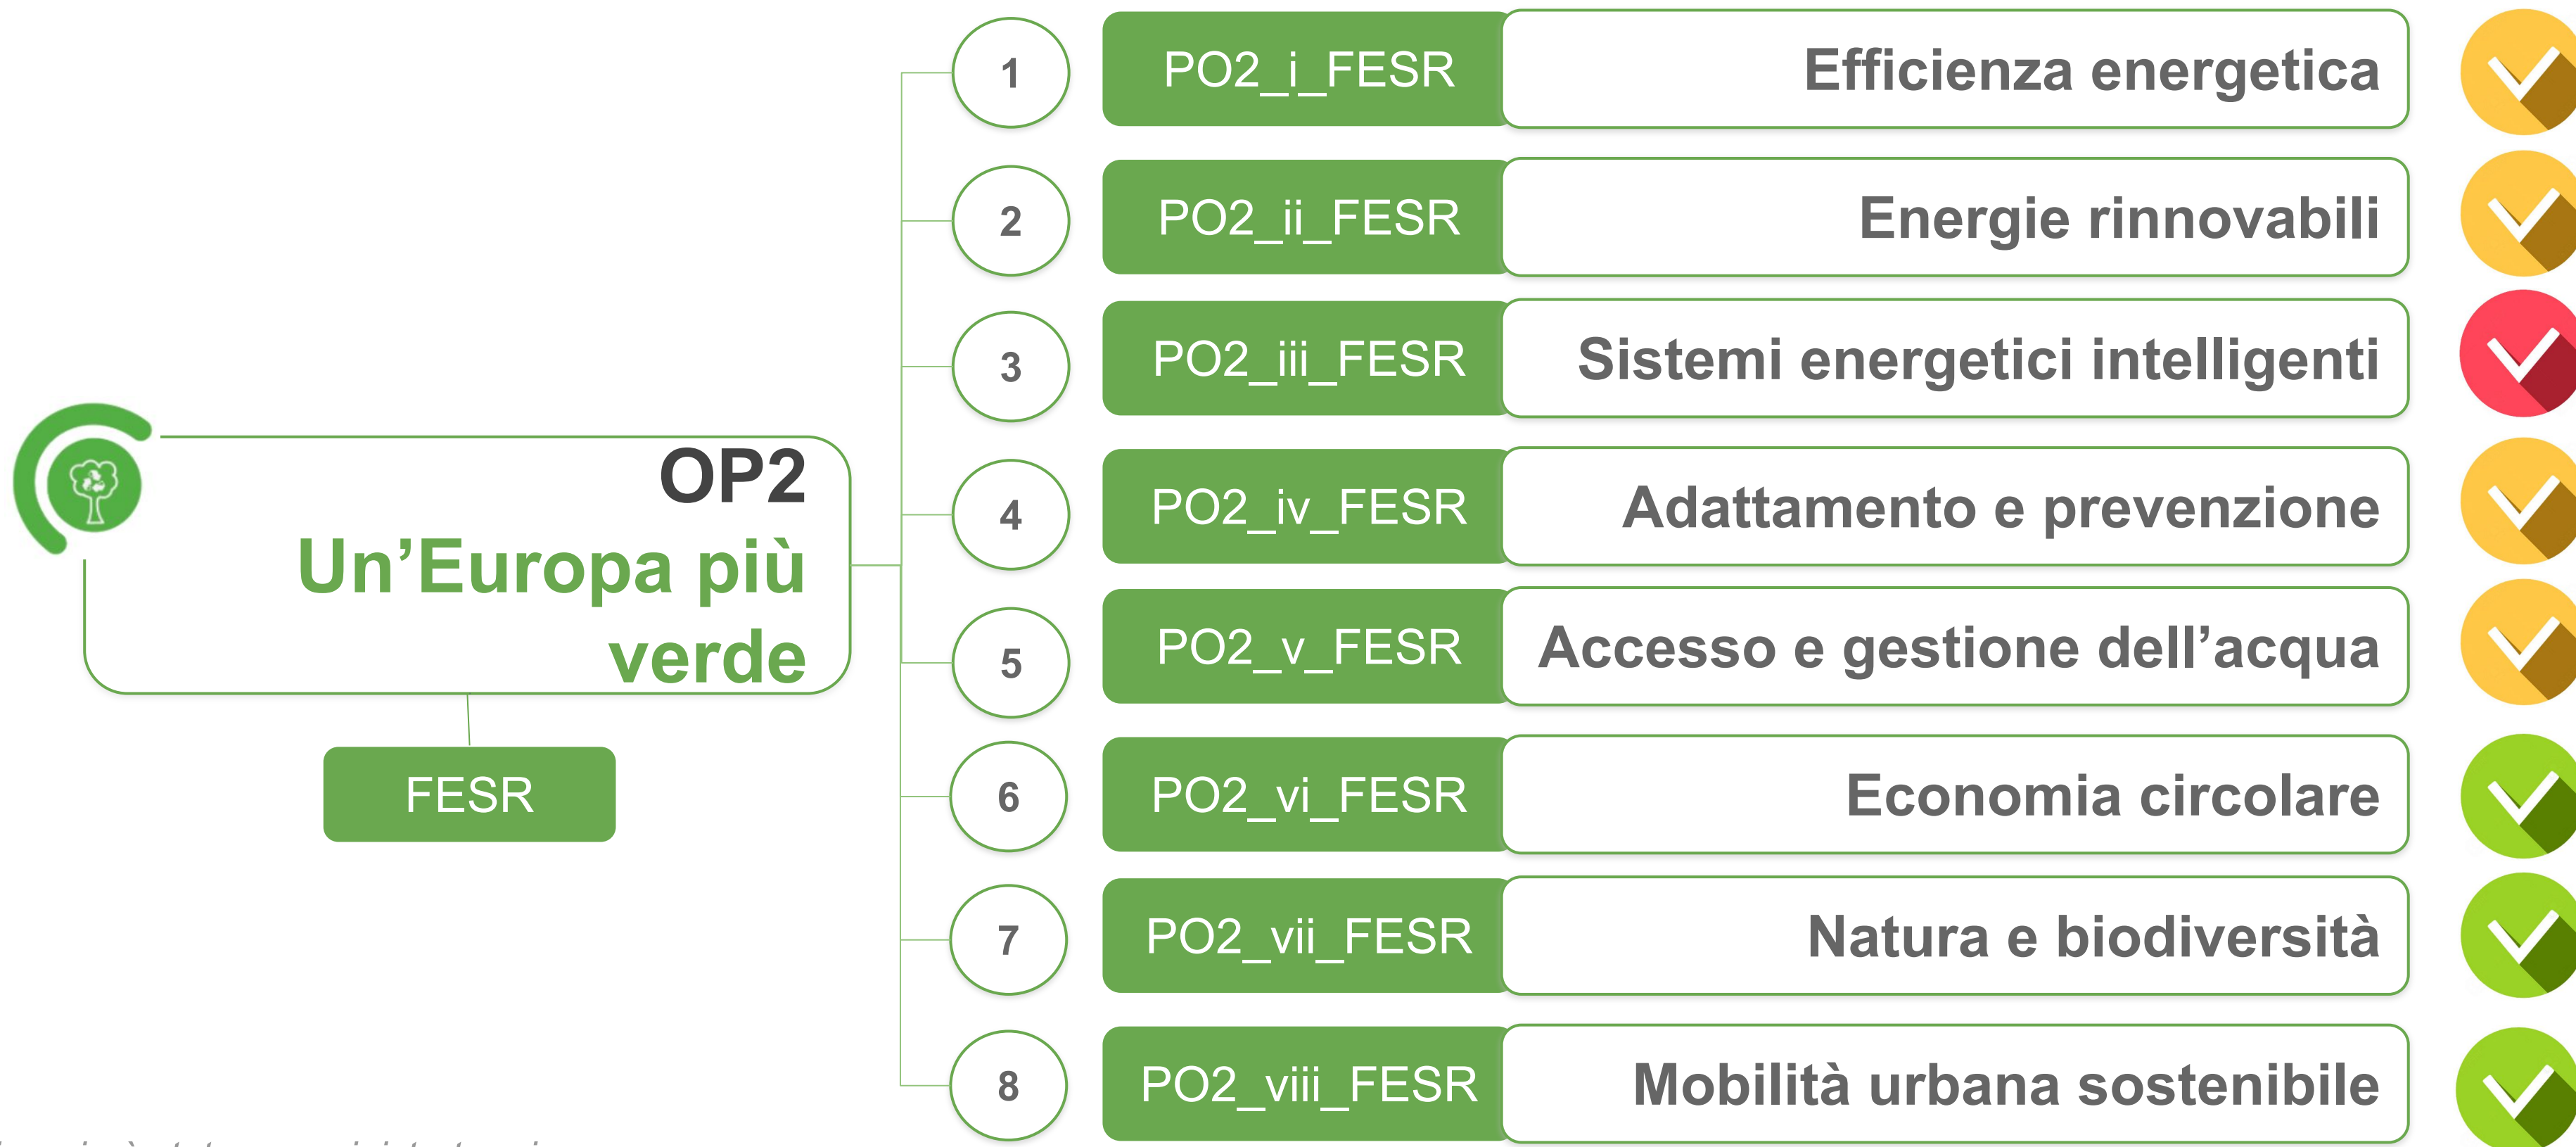 OP2
Un’Europa più
verde
FESR
1
PO2_i_FESR
Efficienza energetica
2
PO2_ii_FESR
Energie rinnovabili
3
PO2_iii_FESR
Sistemi energetici intelligenti
4
PO2_iv_FESR
Adattamento e prevenzione
5
PO2_v_FESR
Accesso e gestione dell’acqua
6
PO2_vi_FESR
Economia circolare
7
PO2_vii_FESR
Natura e biodiversità
8
PO2_viii_FESR
Mobilità urbana sostenibile